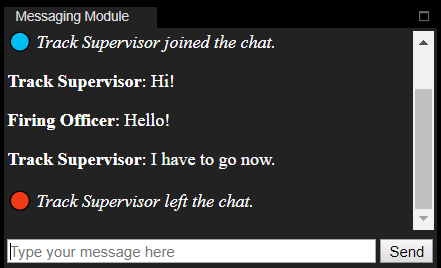 Messaging Module
Track Supervisor joined the chat.
Track Supervisor: Hi!
Firing Officer: Hello!
Track Supervisor: I have to go now.
Track Supervisor left the chat.
Type your message here
Send